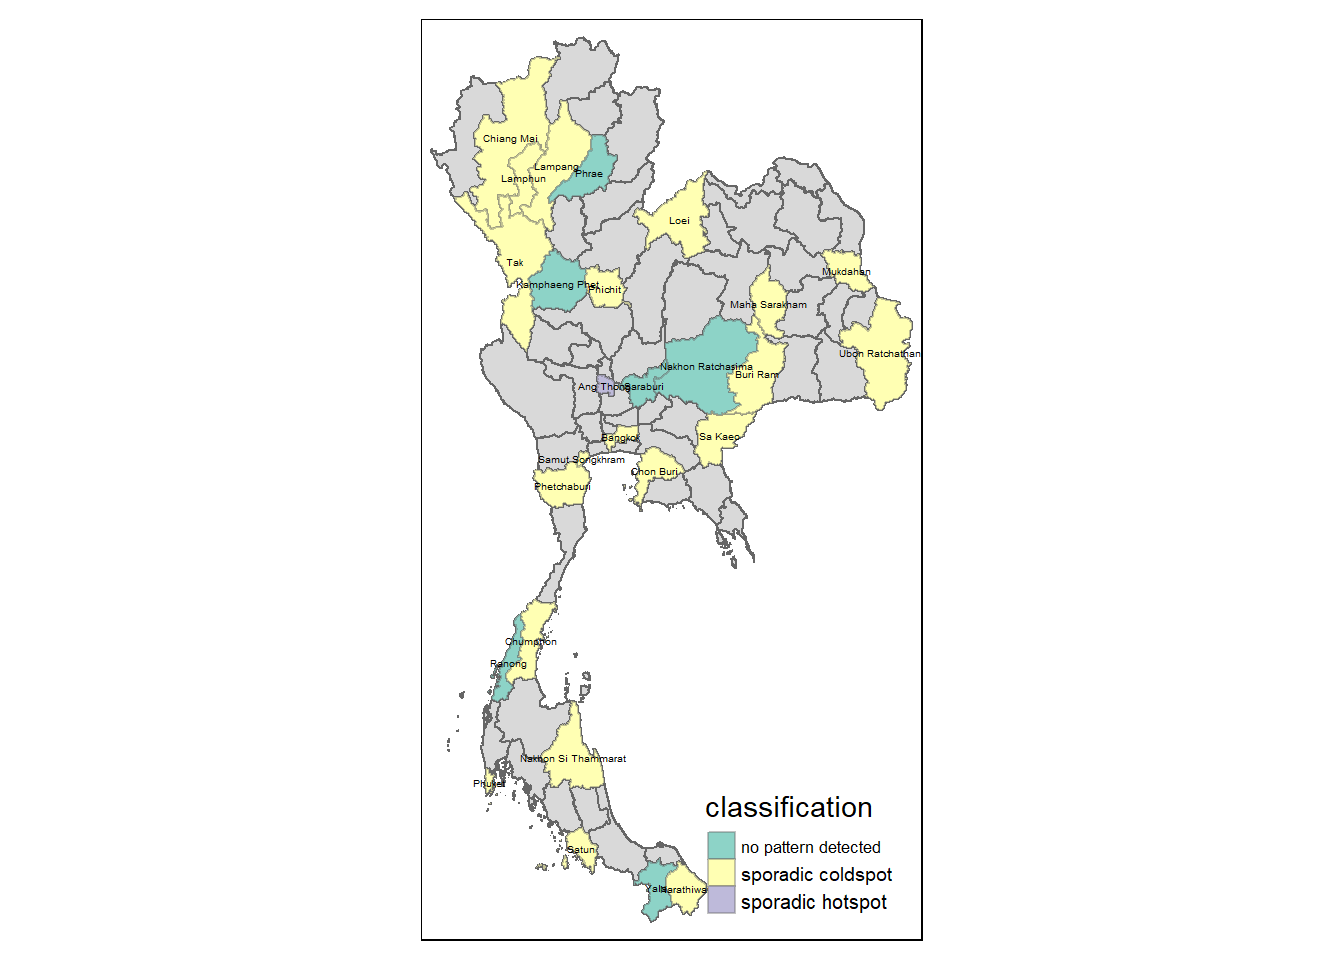 Chiang Mai
Lampang
Phrae
Lamphun
Loei
Tak
Mukdahan
Kamphaeng Phet
Phichit
Maha Sarakham
Ubon Ratchathan
Nakhon Ratchasima
Buri Ram
Ang Thong
Saraburi
Bangkok
Sa Kaeo
Samut Songkhram
Chon Buri
Phetchaburi
Chumphon
Ranong
Nakhon Si Thammarat
Phuket
classification
no pattern detected
Satun
sporadic coldspot
Yala
Narathiwa
sporadic hotspot